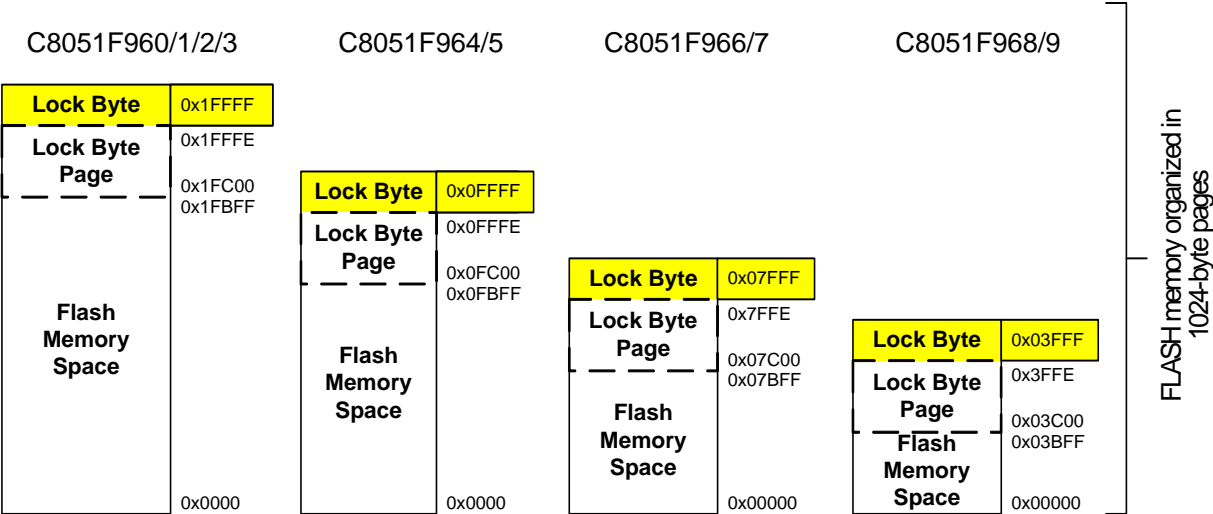 C8051F960/1/2/3
Lock Byte
0x1FFFF
Lock Byte
Page
0x1FFFE
0x1FC00
0x1FBFF
Flash
Memory
Space
0x0000
C8051F964/5
Lock Byte
0x0FFFF
Lock Byte
Page
0x0FFFE
0x0FC00
0x0FBFF
Flash
Memory
Space
0x0000
C8051F966/7
Lock Byte
0x07FFF
Lock Byte
Page
0x7FFE
0x07C00
0x07BFF
Flash
Memory
Space
0x00000
C8051F968/9
Lock Byte
0x03FFF
Lock Byte
Page
0x3FFE
0x03C00
0x03BFF
Flash
Memory
Space
0x00000
FLASH memory organized in
1024-byte pages